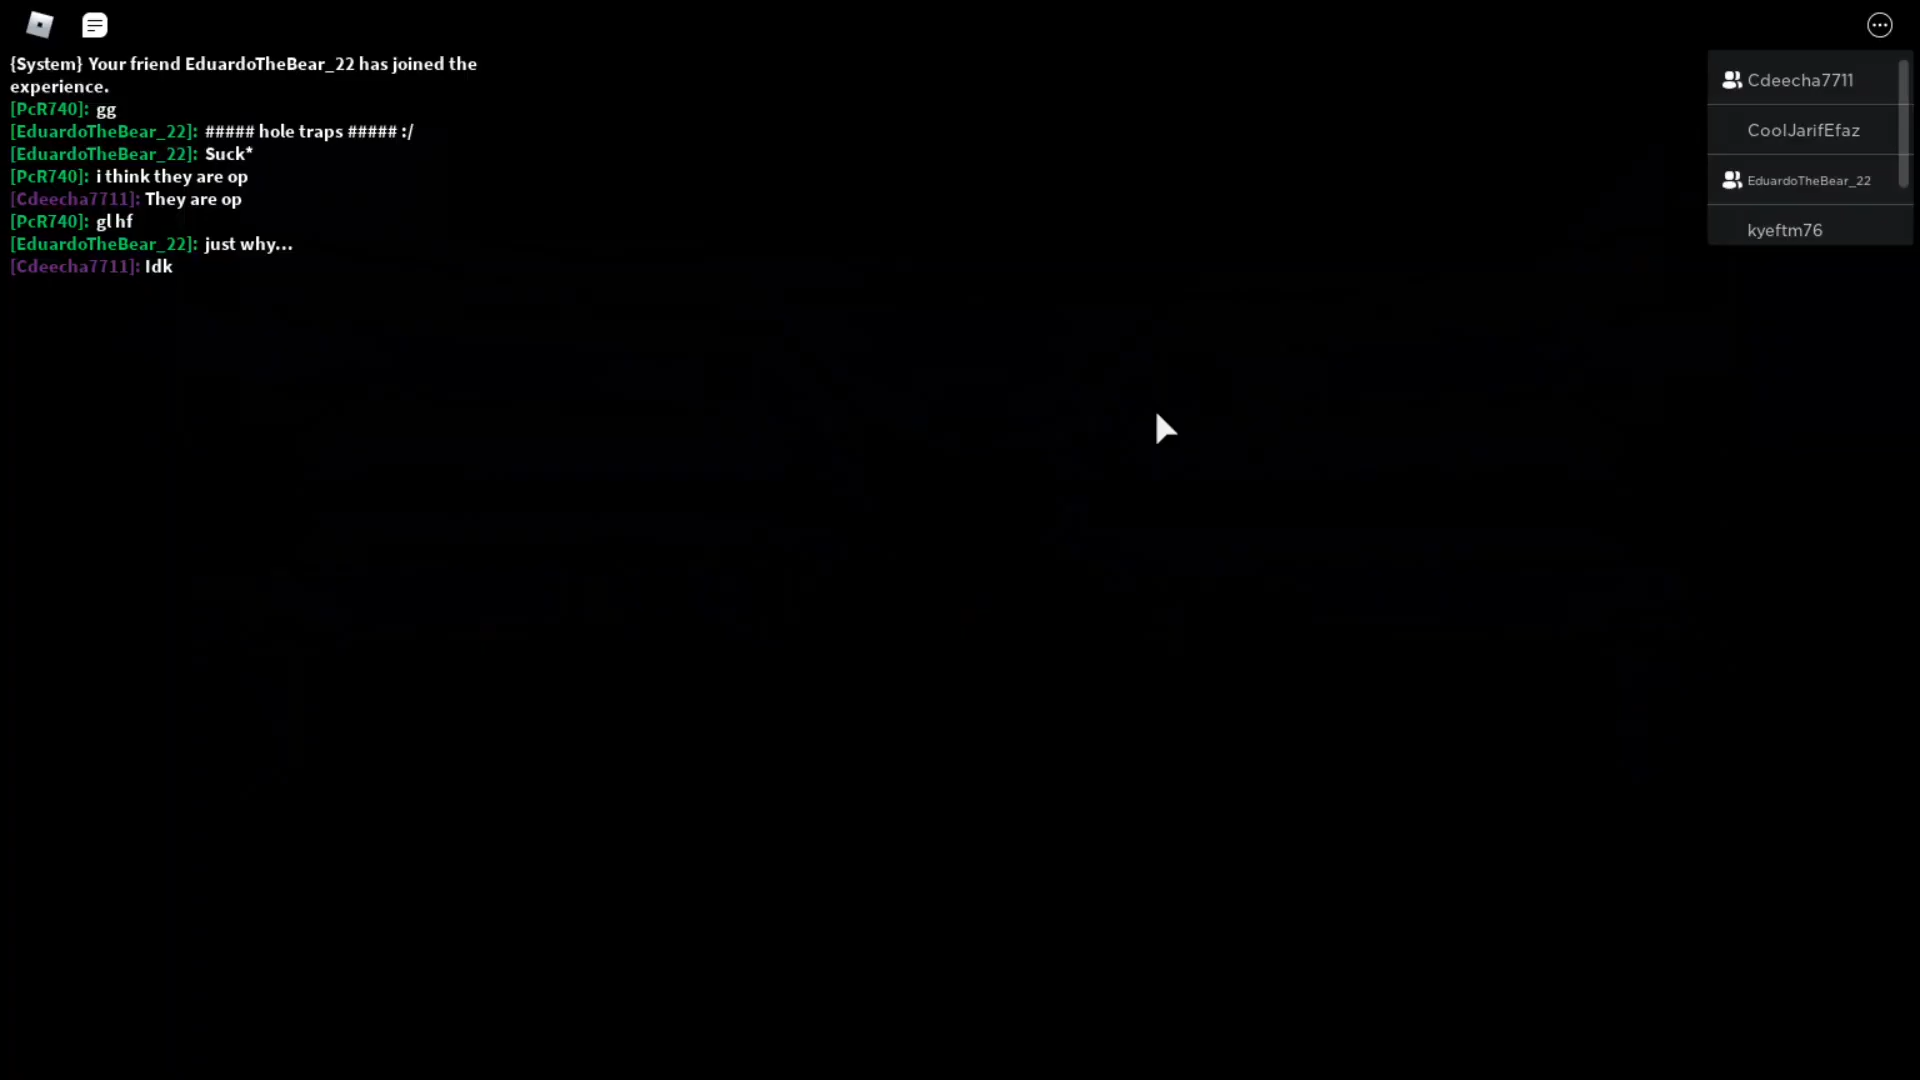 {System} Your friend EduardoTheBear_22 has joined the
experience.
[PcR740]: gg
[EduardoTheBear_22]: ##### hole traps ##### :/
[EduardoTheBear_22]: Suck*
[PcR740]: i think they are op
[Cdeecha7711]: They are op
[PcR740]: gl hf
[EduardoTheBear_22]: just why...
[Cdeecha7711]: Idk
Cdeecha7711
CoolJarifEfaz
EduardoTheBear_22
kyeftm76